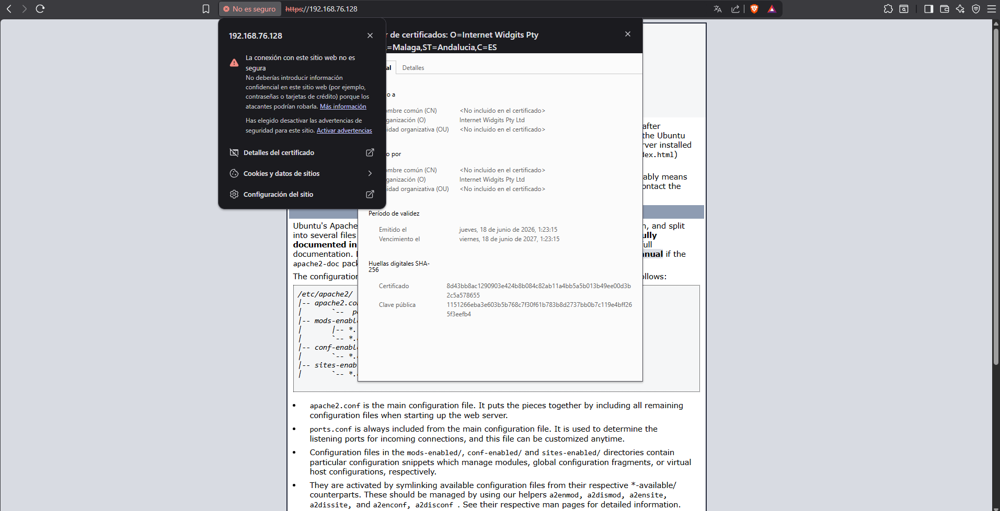 No es seguro
https://192.168.76.128
192.168.76.128
La conexión con este sitio web no es
segura
No deberías introducir información
confidencial en este sitio web (por ejemplo,
contraseñas o tarjetas de crédito) porque los
atacantes podrían robarla. Más información
Has elegido desactivar las advertencias de
seguridad para este sitio. Activar advertencias
Detalles del certificado
Cookies y datos de sitios
Configuración del sitio
r de certificados: O=Internet Widgits Pty
=Malaga,ST=Andalucia,C=ES
al
Detalles
o a
mbre común (CN) <No incluido en el certificado>
ganización (O) Internet Widgits Pty Ltd
idad organizativa (OU) <No incluido en el certificado>
o por
mbre común (CN) <No incluido en el certificado>
ganización (O) Internet Widgits Pty Ltd
idad organizativa (OU) <No incluido en el certificado>
Período de validez
Emitido el jueves, 18 de junio de 2026, 1:23:15
Vencimiento el viernes, 18 de junio de 2027, 1:23:15
Huellas digitales SHA-
256
Certificado 8d43bb8ac1290903e424b8b084c82ab11a4bb5a5b013b49ee00d3b
2c5a578655
Clave pública 1151266eba3e603b5b768c7f30f61b783b8d2737bb0b7c119e4bff26
5f3eefb4
after
the Ubuntu
rver installed
dex.html)
ably means
ontact the
Ubuntu's Apache n, and split
into several files ully
documented in full
documentation. anual if the
apache2-doc pack
The configuration ollows:
/etc/apache2/
|-- apache2.co
| `-- p
|-- mods-enabl
| |-- *.
| `-- *.
|-- conf-enabl
| `-- *.
|-- sites-enab
| `-- *.
• apache2.conf is the main configuration file. It puts the pieces together by including all remaining
configuration files when starting up the web server.
• ports.conf is always included from the main configuration file. It is used to determine the
listening ports for incoming connections, and this file can be customized anytime.
• Configuration files in the mods-enabled/, conf-enabled/ and sites-enabled/ directories contain
particular configuration snippets which manage modules, global configuration fragments, or virtual
host configurations, respectively.
• They are activated by symlinking available configuration files from their respective *-available/
counterparts. These should be managed by using our helpers a2enmod, a2dismod, a2ensite,
a2dissite, and a2enconf, a2disconf . See their respective man pages for detailed information.